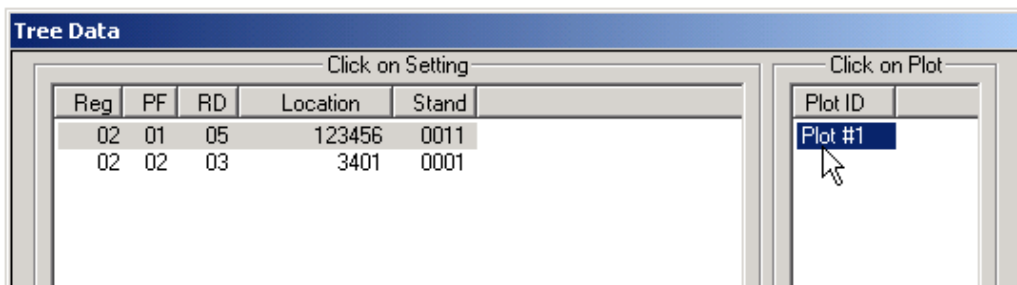 Tree Data
Click on Setting
Click on Plot
Reg PF RD Location Stand
Plot ID
02 01 05 123456 0011
Plot #1
02 02 03 3401 0001